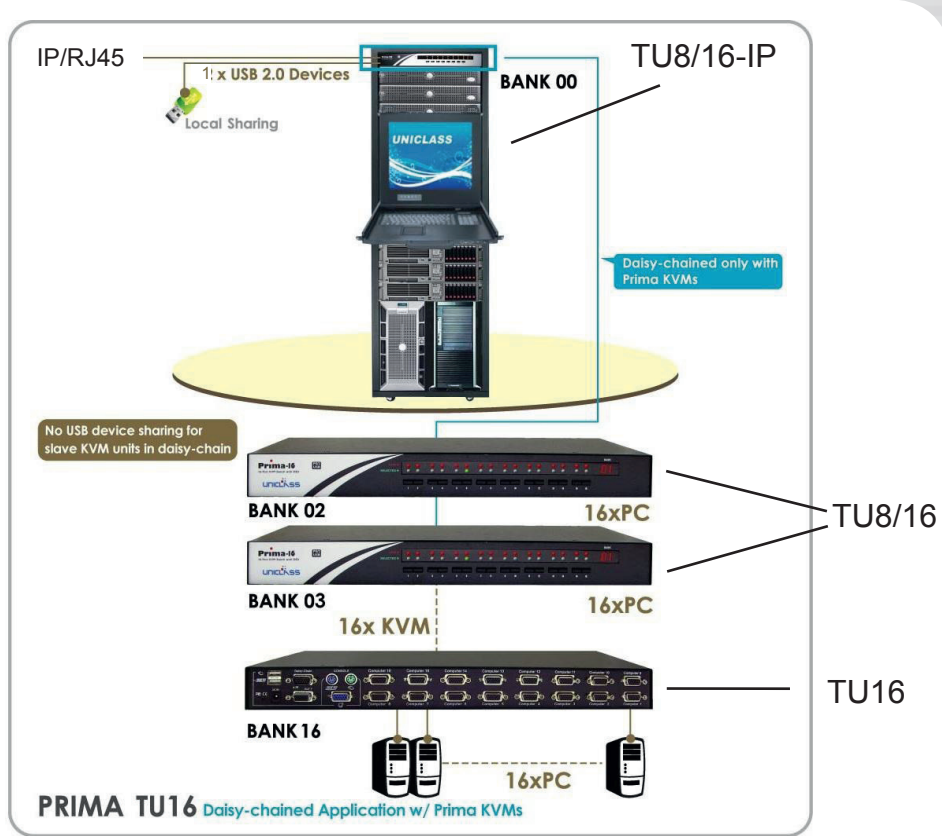 IP/RJ45
x USB 2.0 Devices
Local Sharing
BANK 00
TU8/16-IP
UNICLASS
Daisy-chained only with
Prima KVMs
No USB device sharing for
slave KVM units in daisy-chain
Prima-16
UNICLASS
BANK 02
16xPC
TU8/16
Prima-16
UNICLASS
BANK 03
16xPC
16x KVM
CONSOLE
TU16
BANK 16
16xPC
PRIMA TU16 Daisy-chained Application w/ Prima KVMs